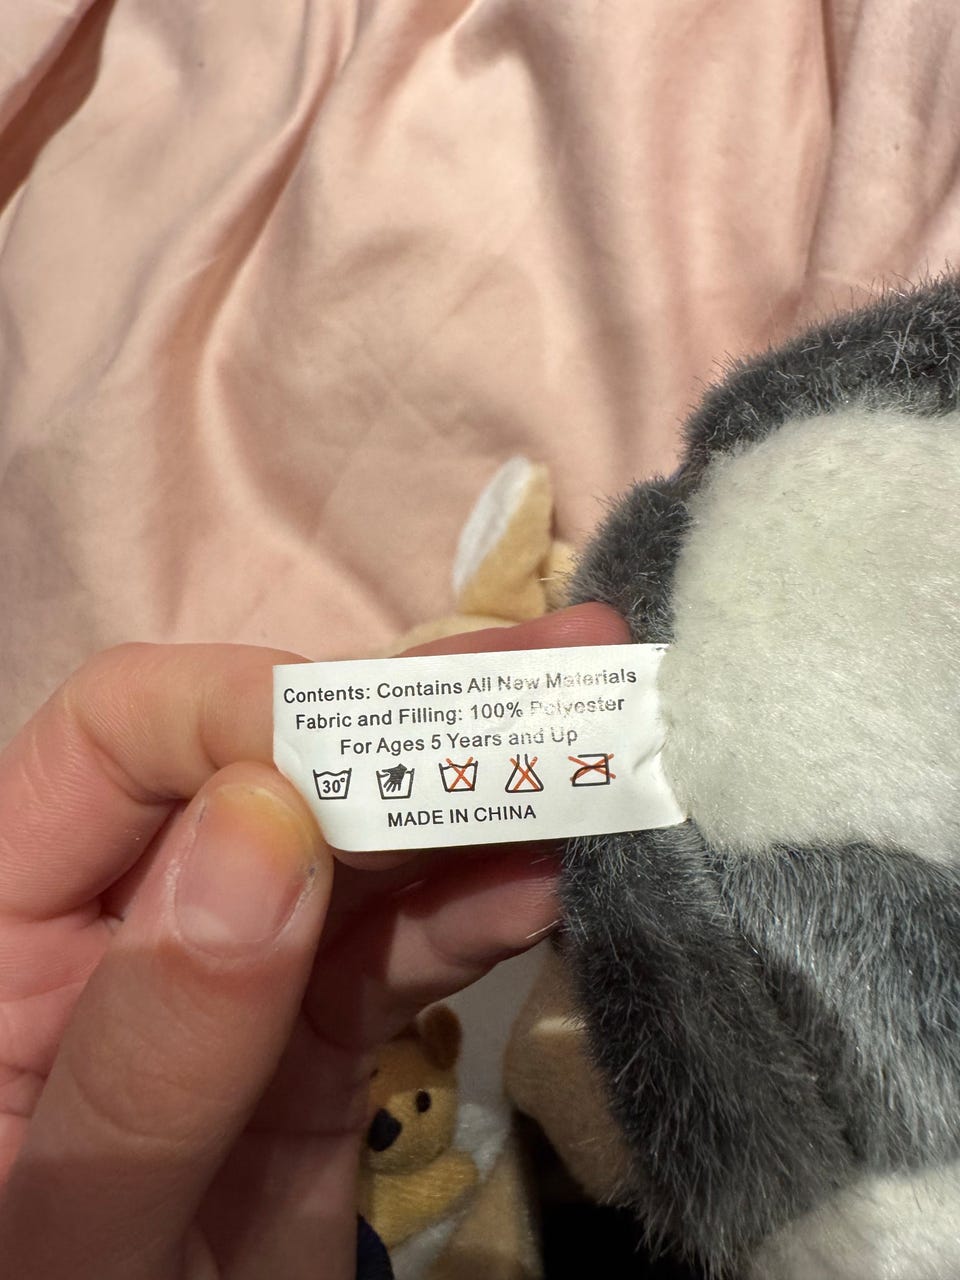 Contents: Contains All New Materials
Fabric and Filling: 100% Polyester
For Ages 5 Years and Up
30°
MADE IN CHINA